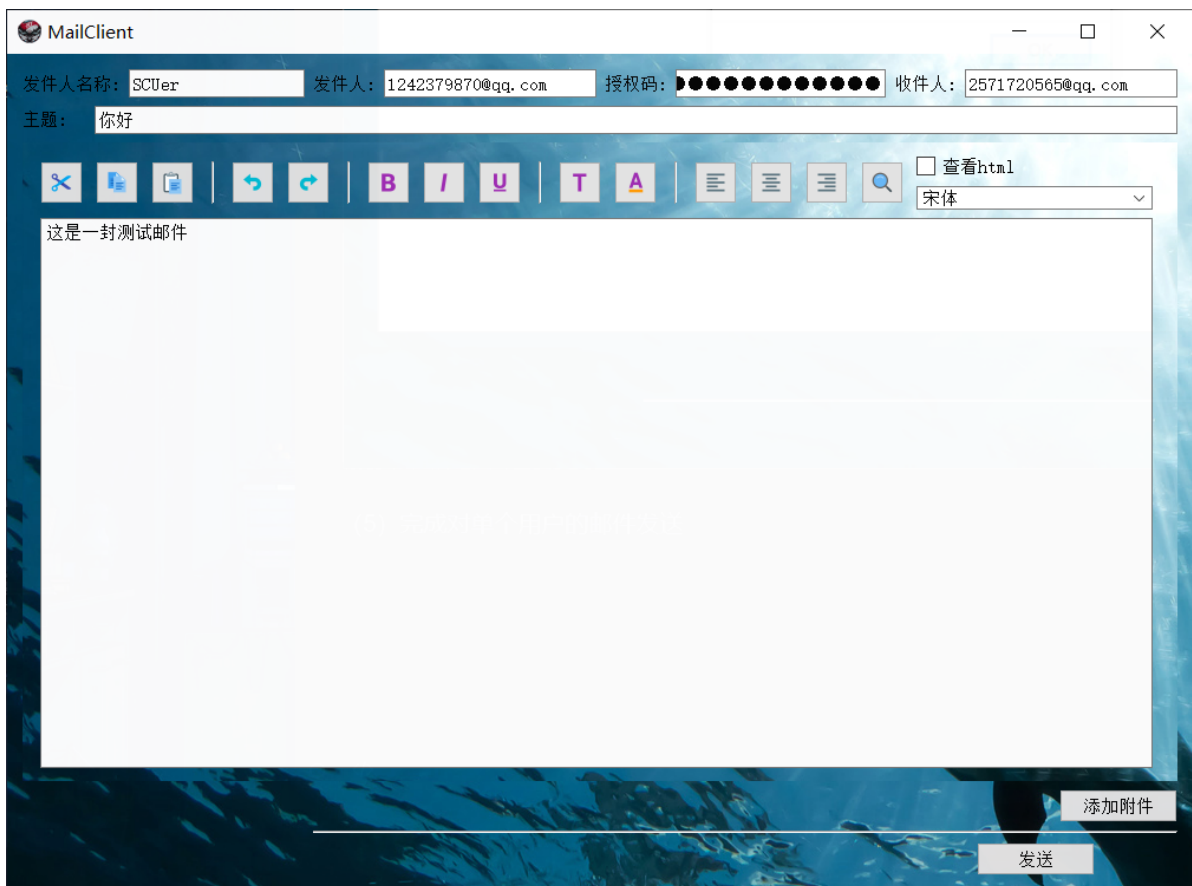 MailClient
发件人名称: SCUer 发件人: 1242379870@qq.com 授权码: ●●●●●●●●●●●● 收件人: 2571720565@qq.com
主题: 你好
B I U T A 查看html
宋体
这是一封测试邮件
添加附件
发送